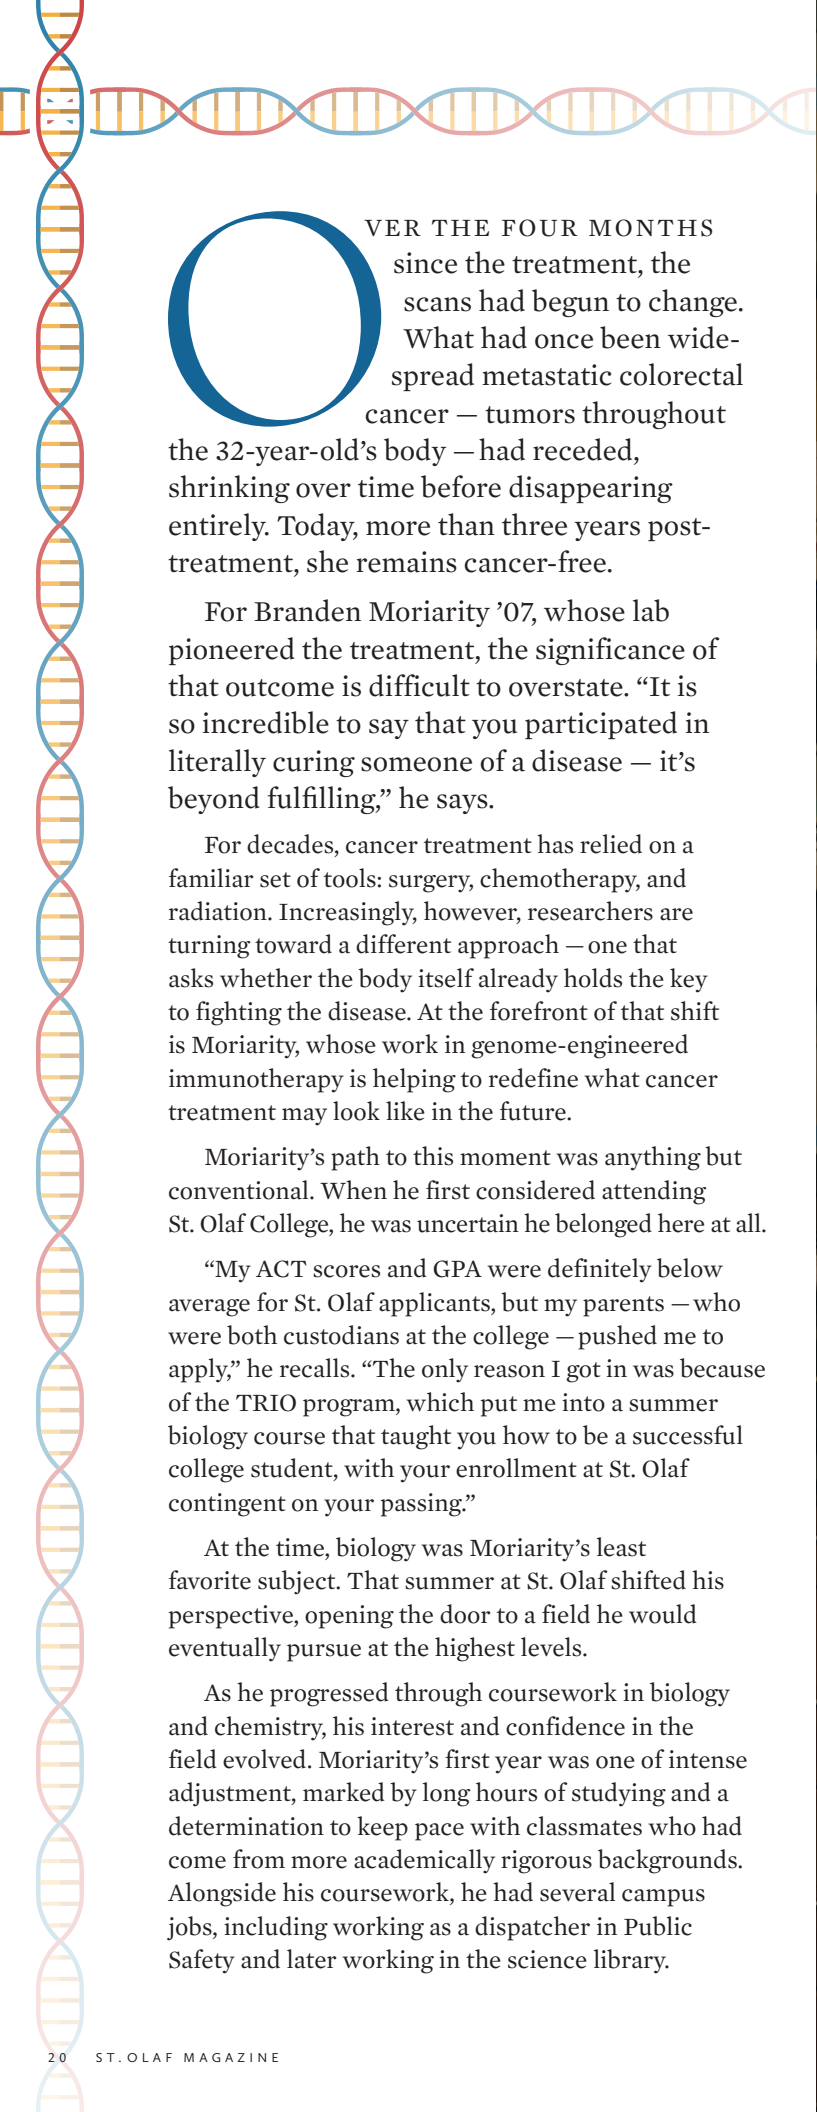 OVER THE FOUR MONTHS
since the treatment, the
scans had begun to change.
What had once been wide-
spread metastatic colorectal
cancer — tumors throughout
the 32-year-old’s body — had receded,
shrinking over time before disappearing
entirely. Today, more than three years post-
treatment, she remains cancer-free.
For Branden Moriarity ’07, whose lab
pioneered the treatment, the significance of
that outcome is difficult to overstate. “It is
so incredible to say that you participated in
literally curing someone of a disease — it’s
beyond fulfilling,” he says.
For decades, cancer treatment has relied on a
familiar set of tools: surgery, chemotherapy, and
radiation. Increasingly, however, researchers are
turning toward a different approach — one that
asks whether the body itself already holds the key
to fighting the disease. At the forefront of that shift
is Moriarity, whose work in genome-engineered
immunotherapy is helping to redefine what cancer
treatment may look like in the future.
Moriarity’s path to this moment was anything but
conventional. When he first considered attending
St. Olaf College, he was uncertain he belonged here at all.
“My ACT scores and GPA were definitely below
average for St. Olaf applicants, but my parents — who
were both custodians at the college — pushed me to
apply,” he recalls. “The only reason I got in was because
of the TRIO program, which put me into a summer
biology course that taught you how to be a successful
college student, with your enrollment at St. Olaf
contingent on your passing.”
At the time, biology was Moriarity’s least
favorite subject. That summer at St. Olaf shifted his
perspective, opening the door to a field he would
eventually pursue at the highest levels.
As he progressed through coursework in biology
and chemistry, his interest and confidence in the
field evolved. Moriarity’s first year was one of intense
adjustment, marked by long hours of studying and a
determination to keep pace with classmates who had
come from more academically rigorous backgrounds.
Alongside his coursework, he had several campus
jobs, including working as a dispatcher in Public
Safety and later working in the science library.
20 ST. OLAF MAGAZINE